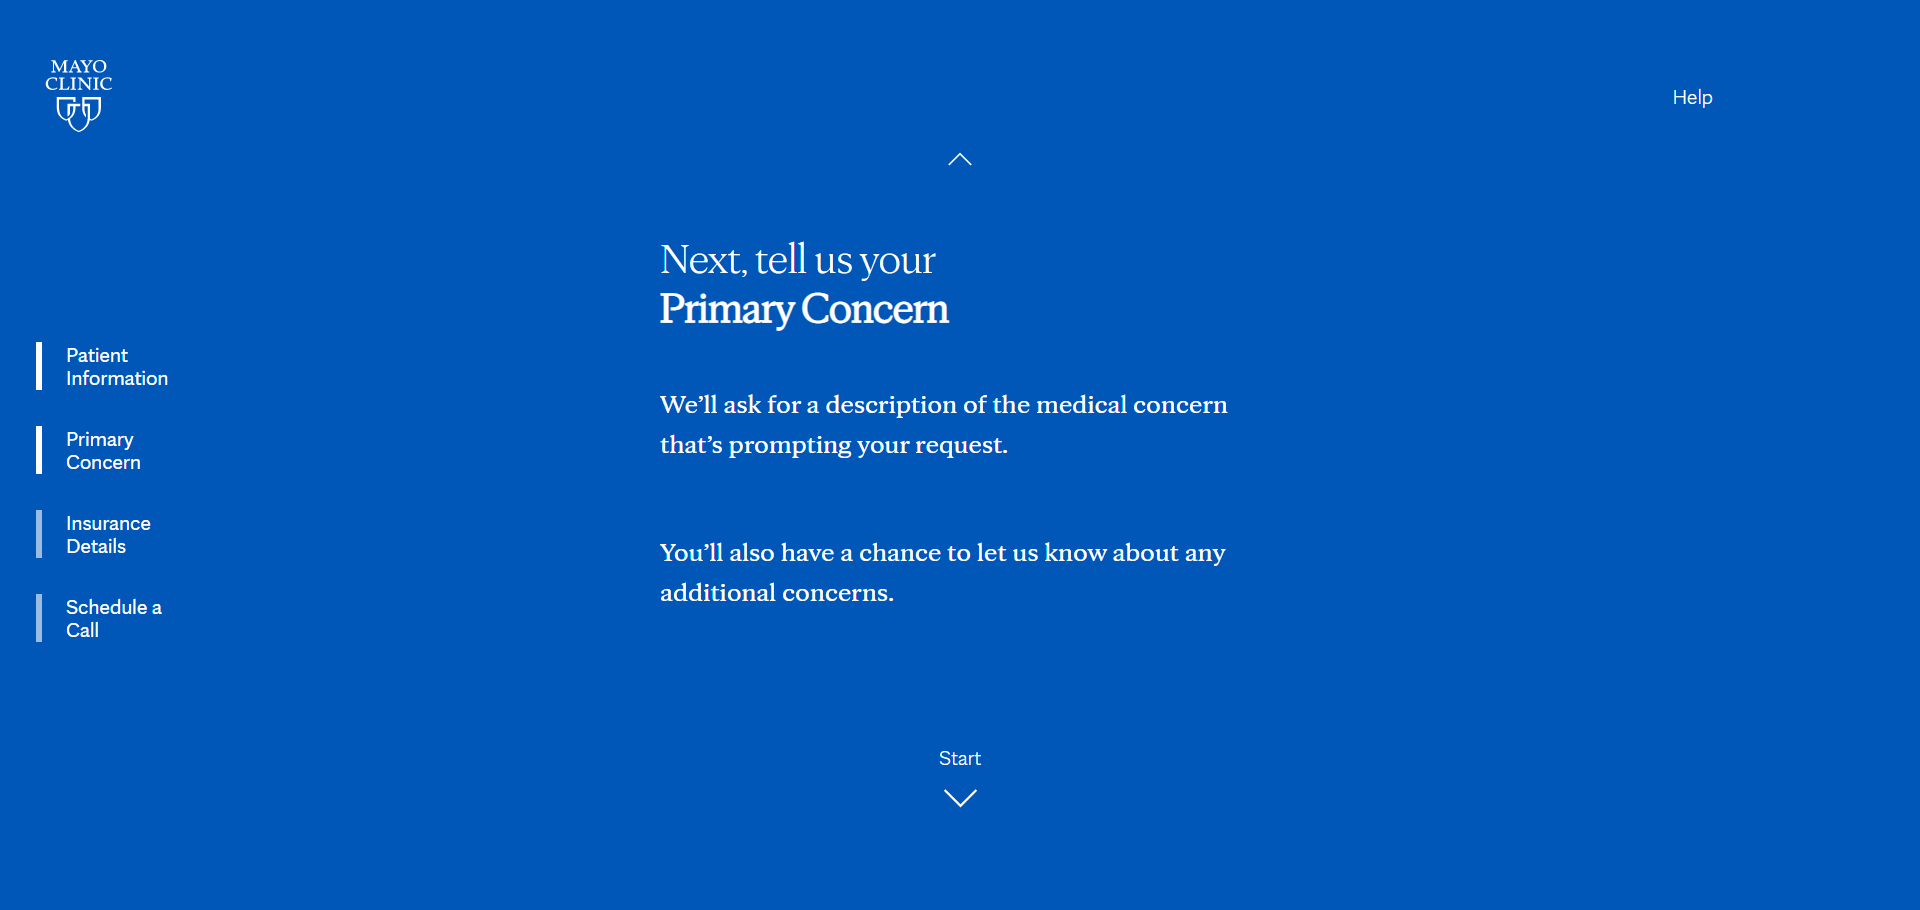 MAYO
CLINIC
Help
Next, tell us your
Primary Concern
Patient
Information
Primary
Concern
Insurance
Details
Schedule a
Call
We’ll ask for a description of the medical concern
that’s prompting your request.
You’ll also have a chance to let us know about any
additional concerns.
Start